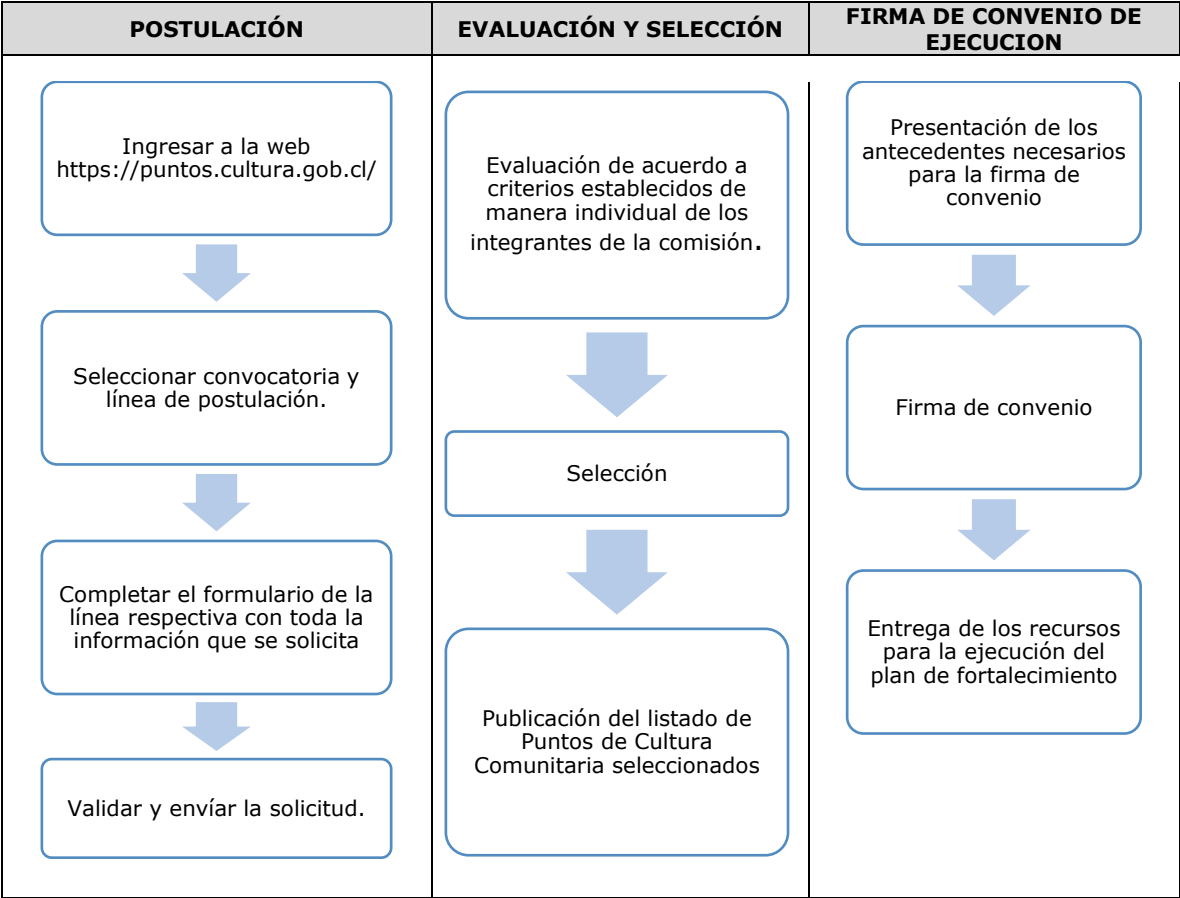 POSTULACIÓN
EVALUACIÓN Y SELECCIÓN
FIRMA DE CONVENIO DE
EJECUCION
Ingresar a la web
https://puntos.cultura.gob.cl/
Seleccionar convocatoria y
línea de postulación.
Completar el formulario de la
línea respectiva con toda la
información que se solicita
Validar y envíar la solicitud.
Evaluación de acuerdo a
criterios establecidos de
manera individual de los
integrantes de la comisión.
Selección
Publicación del listado de
Puntos de Cultura
Comunitaria seleccionados
Presentación de los
antecedentes necesarios
para la firma de
convenio
Firma de convenio
Entrega de los recursos
para la ejecución del
plan de fortalecimiento